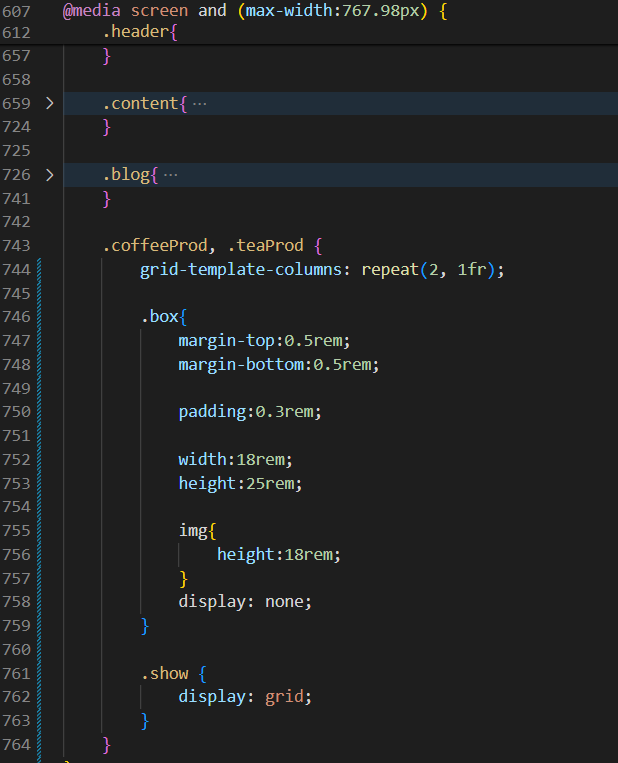 607 @media screen and (max-width:767.98px) {
612 .header{
657 }
658
659 > .content{ ···
724 }
725
726 > .blog{ ···
741 }
742
743 .coffeeProd, .teaProd {
744 grid-template-columns: repeat(2, 1fr);
745
746 .box{
747 margin-top:0.5rem;
748 margin-bottom:0.5rem;
749
750 padding:0.3rem;
751
752 width:18rem;
753 height:25rem;
754
755 img{
756 height:18rem;
757 }
758 display: none;
759 }
760
761 .show {
762 display: grid;
763 }
764 }